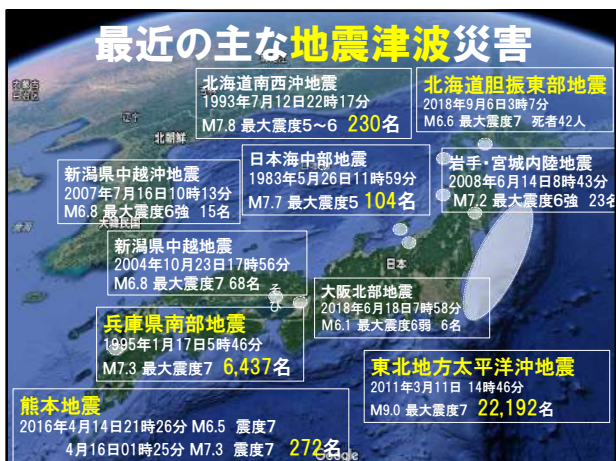 最近の主な地震津波災害
北海道南西沖地震
1993年7月12日22時17分
M7.8 最大震度5～6 230名
北海道胆振東部地震
2018年9月6日3時7分
M6.6 最大震度7 死者42人
日本海中部地震
1983年5月26日11時59分
M7.7 最大震度5 104名
岩手・宮城内陸地震
2008年6月14日8時43分
M7.2 最大震度6強 23名
新潟県中越沖地震
2007年7月16日10時13分
M6.8 最大震度6強 15名
新潟県中越地震
2004年10月23日17時56分
M6.8 最大震度7 68名
大阪北部地震
2018年6月18日7時58分
M6.1 最大震度6弱 6名
兵庫県南部地震
1995年1月17日5時46分
M7.3 最大震度7 6,437名
東北地方太平洋沖地震
2011年3月11日 14時46分
M9.0 最大震度7 22,192名
熊本地震
2016年4月14日21時26分 M6.5 震度7
4月16日01時25分 M7.3 震度7 272名
北朝鮮
大韓民国
日本
Google